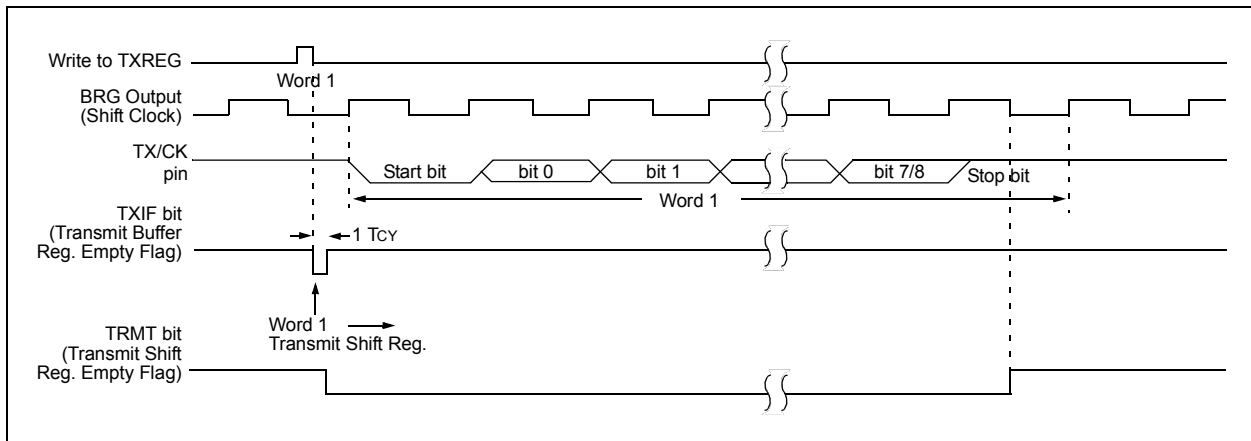 Write to TXREG
Word 1
BRG Output
(Shift Clock)
TX/CK
pin
Start bit
bit 0
bit 1
bit 7/8
Stop bit
Word 1
TXIF bit
(Transmit Buffer
Reg. Empty Flag)
1 TCY
Word 1
Transmit Shift Reg.
TRMT bit
(Transmit Shift
Reg. Empty Flag)